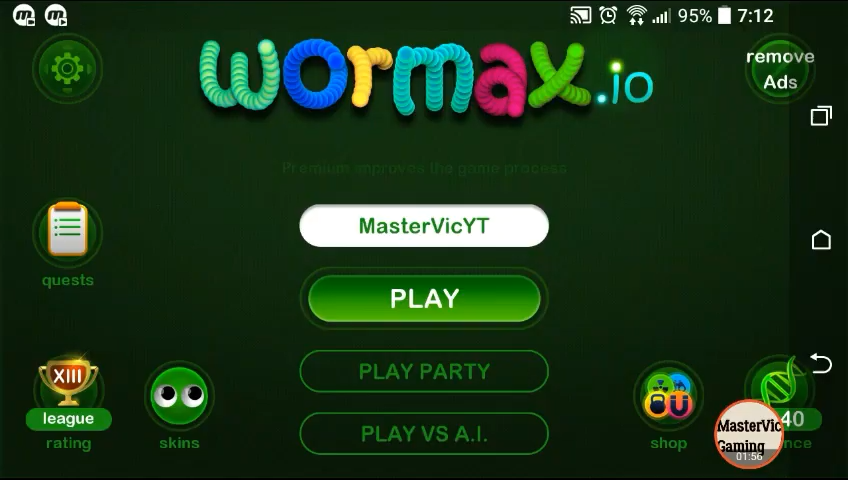 95% 7:12
wormax.io
remove
Ads
Premium improves the game process
MasterVicYT
quests
PLAY
XIII
league
rating
skins
PLAY PARTY
PLAY VS A.I.
shop
40
nce
MasterVic
Gaming
01:56